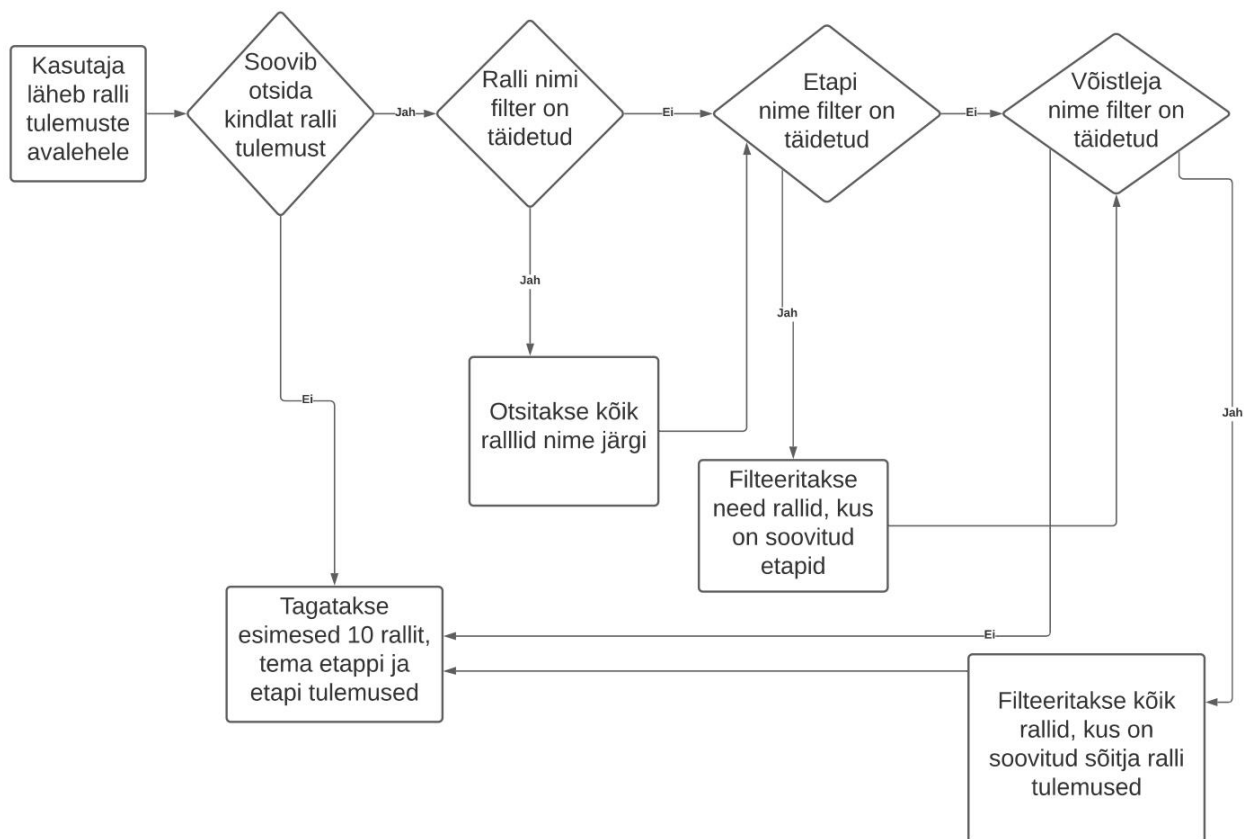 Kasutaja
läheb ralli
tulemuste
avalehele
Soovib
otsida
kindlat ralli
tulemust
Jah
Ralli nimi
filter on
täidetud
Ei
Etapi
nime filter on
täidetud
Ei
Võistleja
nime filter on
täidetud
Jah
Jah
Ei
Jah
Otsitakse kõik
ralllid nime järgi
Filteeritakse
need rallid, kus
on soovitud
etapid
Tagatakse
esimesed 10 rallit,
tema etappi ja
etapi tulemused
Ei
Filteeritakse kõik
rallid, kus on
soovitud sõitja ralli
tulemused